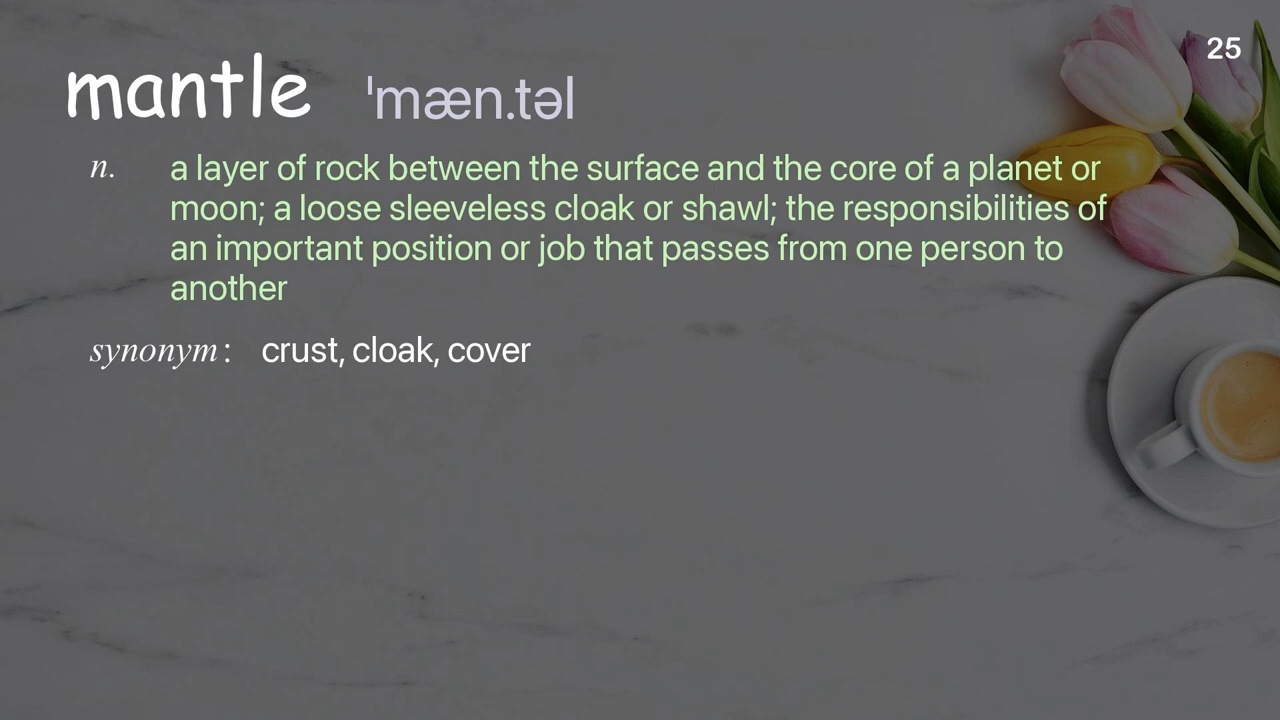 25
mantle ˈmæn.təl
n. a layer of rock between the surface and the core of a planet or
moon; a loose sleeveless cloak or shawl; the responsibilities of
an important position or job that passes from one person to
another
synonym: crust, cloak, cover